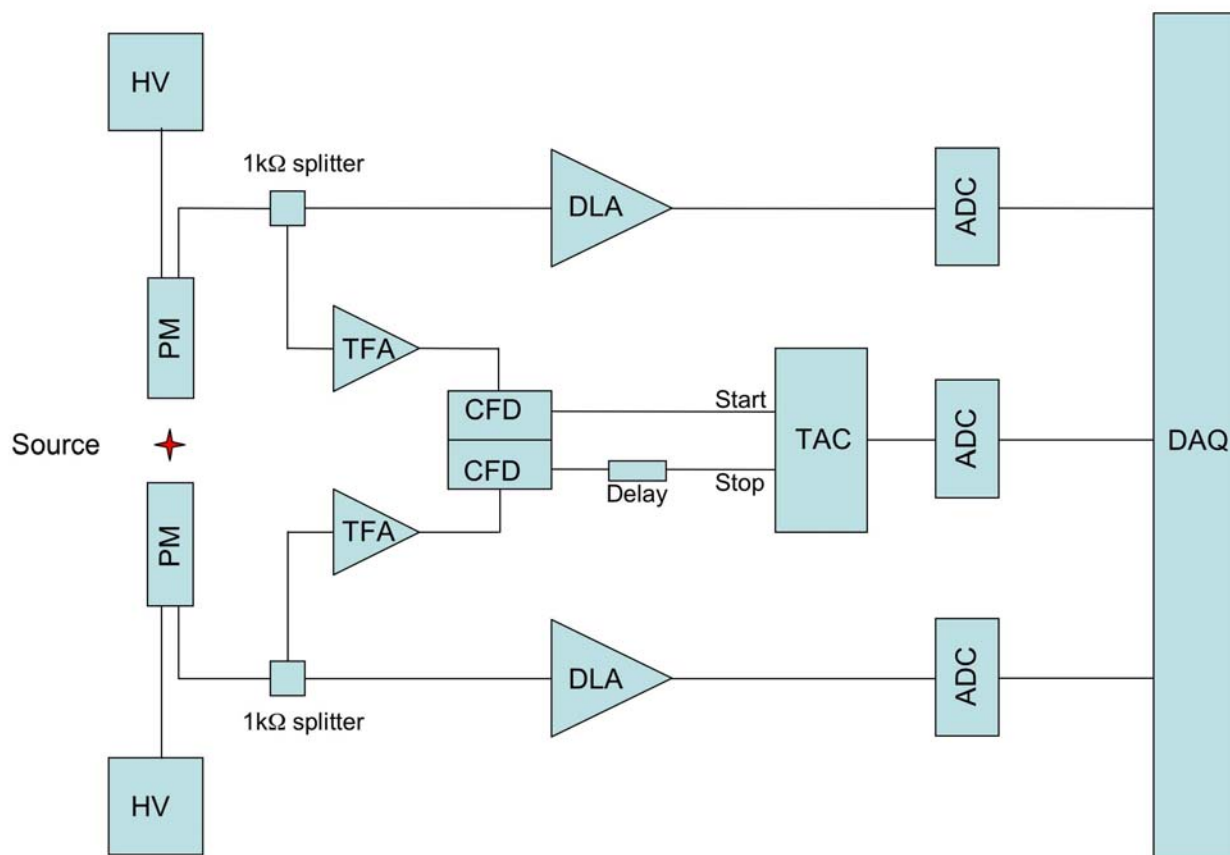 HV
1kΩ splitter
DLA
ADC
PM
TFA
CFD
Start
Source
TAC
ADC
DAQ
CFD
Delay
Stop
PM
TFA
DLA
ADC
1kΩ splitter
HV